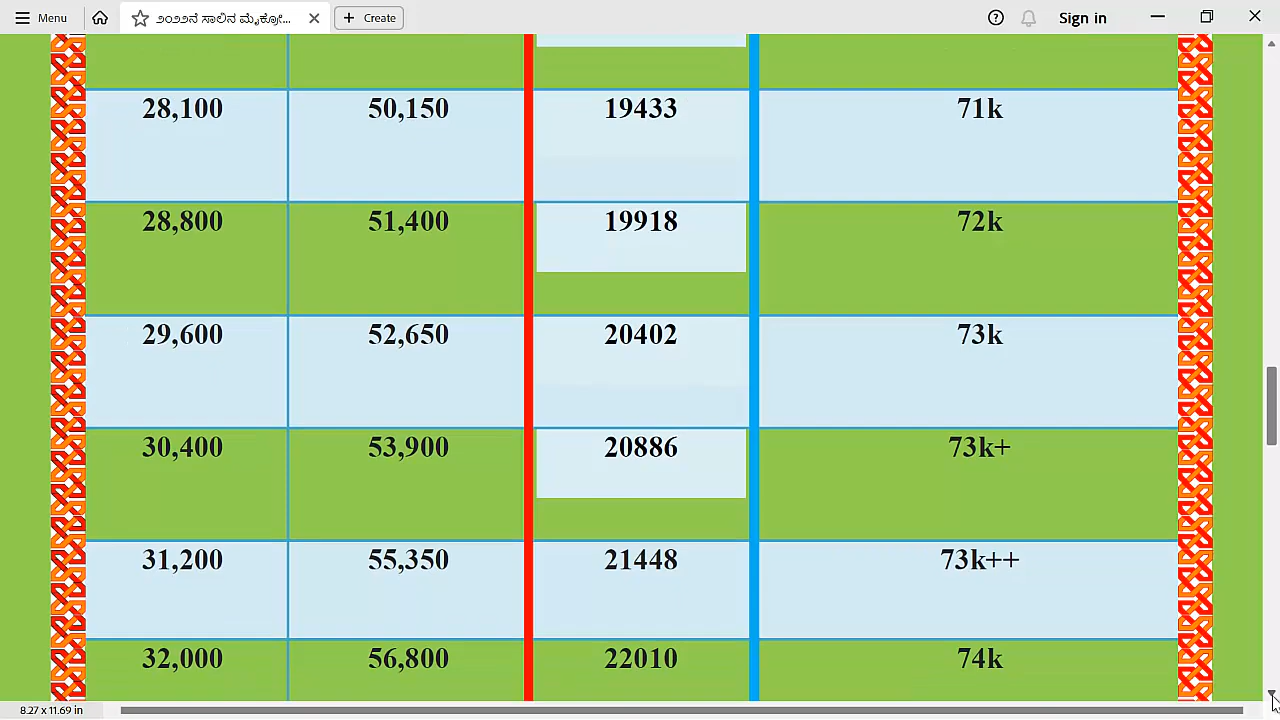 Menu ೨೦೨೨ನೆ ಸಾಲಿನ ಮೈಕ್ರೋ... Create Sign in
28,100 50,150 19433 71k
28,800 51,400 19918 72k
29,600 52,650 20402 73k
30,400 53,900 20886 73k+
31,200 55,350 21448 73k++
32,000 56,800 22010 74k
8.27 x 11.69 in